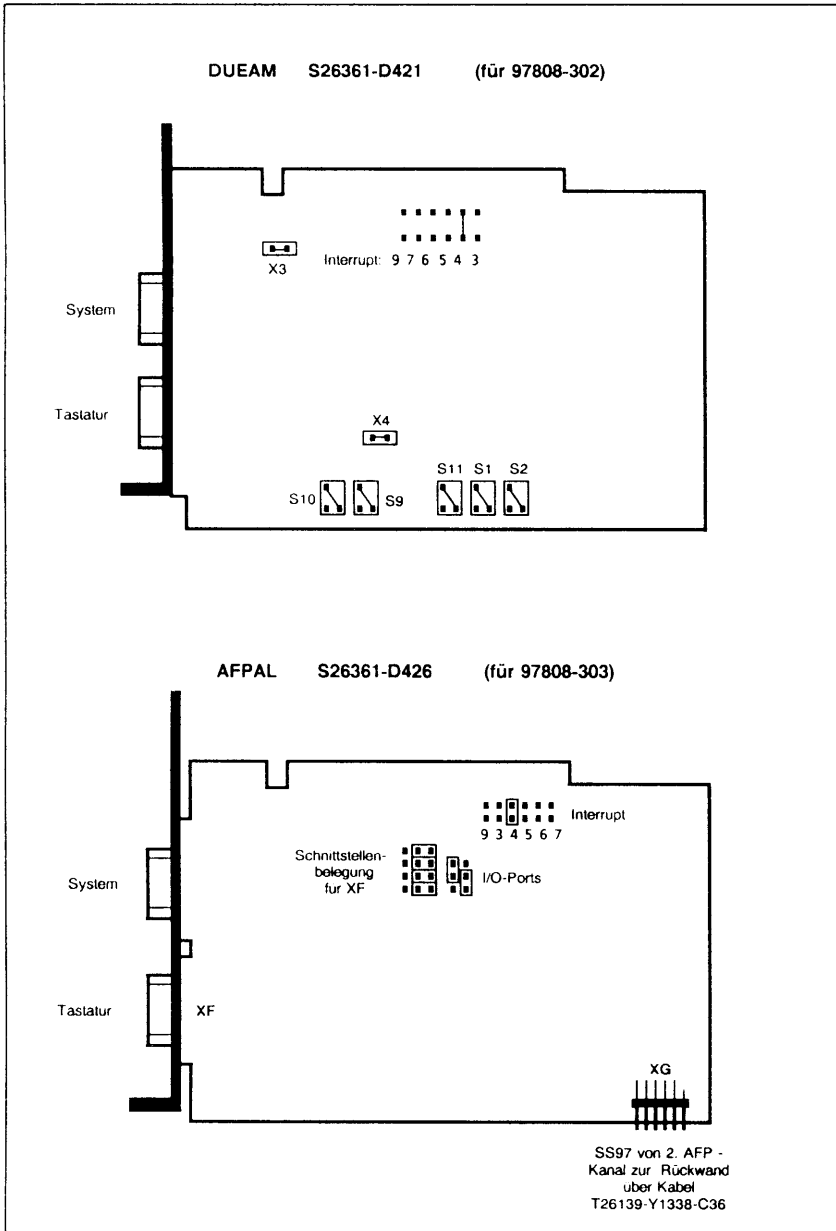 DUEAM S26361-D421 (für 97808-302)
X3
Interrupt: 9 7 6 5 4 3
System
Tastatur
X4
S10 S9 S11 S1 S2
AFPAL S26361-D426 (für 97808-303)
Interrupt
9 3 4 5 6 7
Schnittstellen-
belegung
fur XF
I/O-Ports
System
Tastatur
XF
XG
SS97 von 2. AFP -
Kanal zur Rückwand
über Kabel
T26139-Y1338-C36